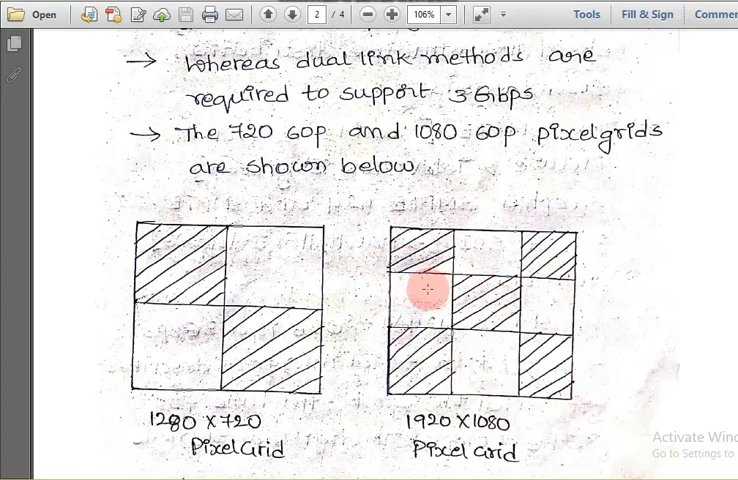 Open
2 / 4
106%
Tools
Fill & Sign
Commen
→ Whereas dual link methods are
required to support 3 Gbps
→ The 720 60p and 1080 60p pixelgrids
are shown below
1280 X 720
Pixel Grid
1920 X 1080
Pixel Grid
Activate Wind
Go to Settings to